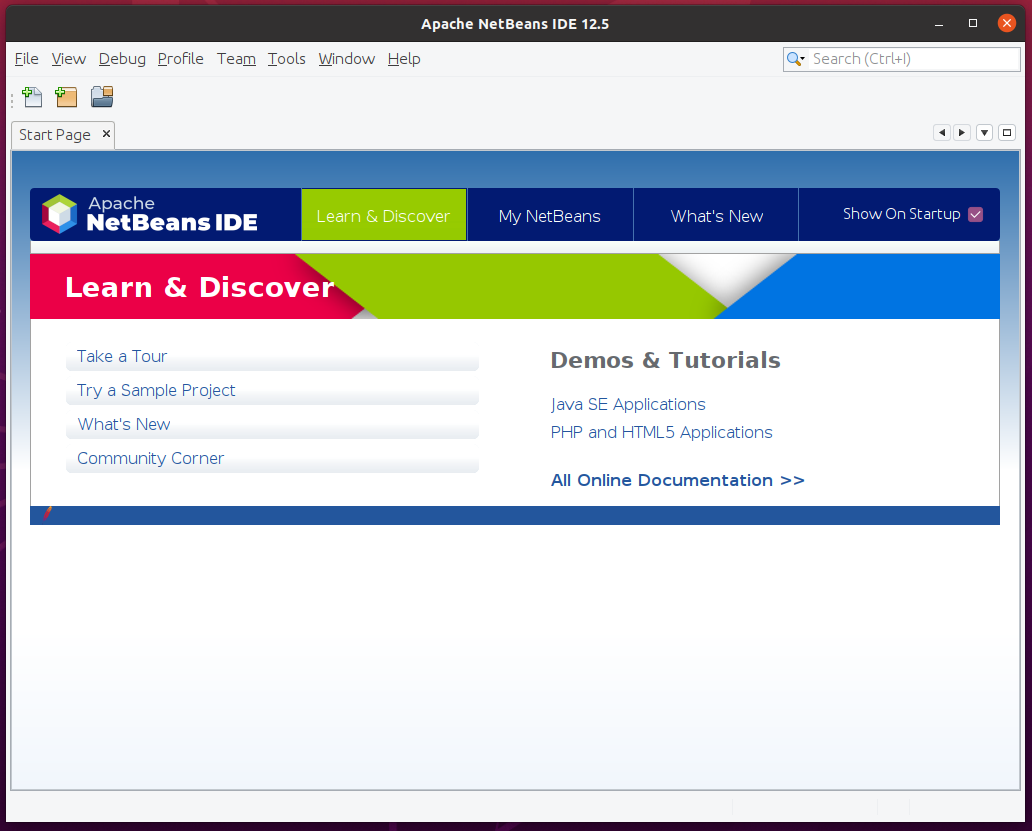 Apache NetBeans IDE 12.5
File View Debug Profile Team Tools Window Help
Search (Ctrl+I)
Start Page
Apache
NetBeans IDE
Learn & Discover
My NetBeans
What's New
Show On Startup
Learn & Discover
Take a Tour
Try a Sample Project
What's New
Community Corner
Demos & Tutorials
Java SE Applications
PHP and HTML5 Applications
All Online Documentation >>